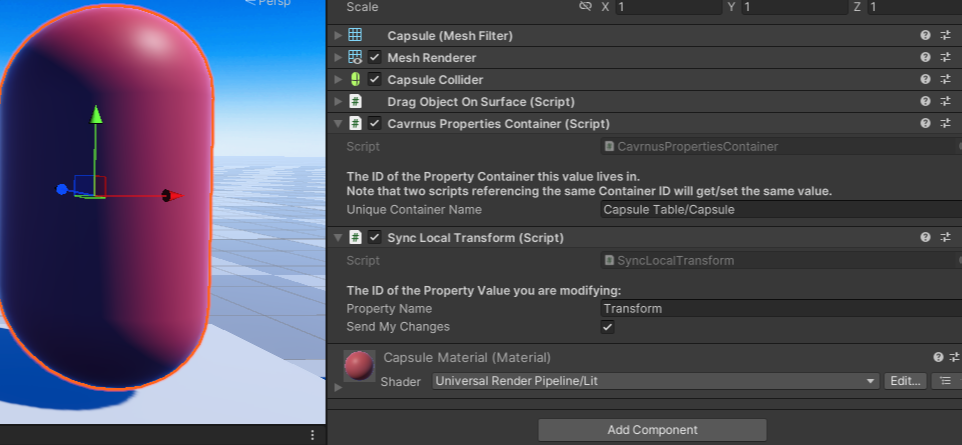 Persp
Scale X 1 Y 1 Z 1
Capsule (Mesh Filter)
Mesh Renderer
Capsule Collider
Drag Object On Surface (Script)
Cavrnus Properties Container (Script)
Script CavrnusPropertiesContainer
The ID of the Property Container this value lives in.
Note that two scripts referencing the same Container ID will get/set the same value.
Unique Container Name Capsule Table/Capsule
Sync Local Transform (Script)
Script SyncLocalTransform
The ID of the Property Value you are modifying:
Property Name Transform
Send My Changes
Capsule Material (Material)
Shader Universal Render Pipeline/Lit Edit...
Add Component